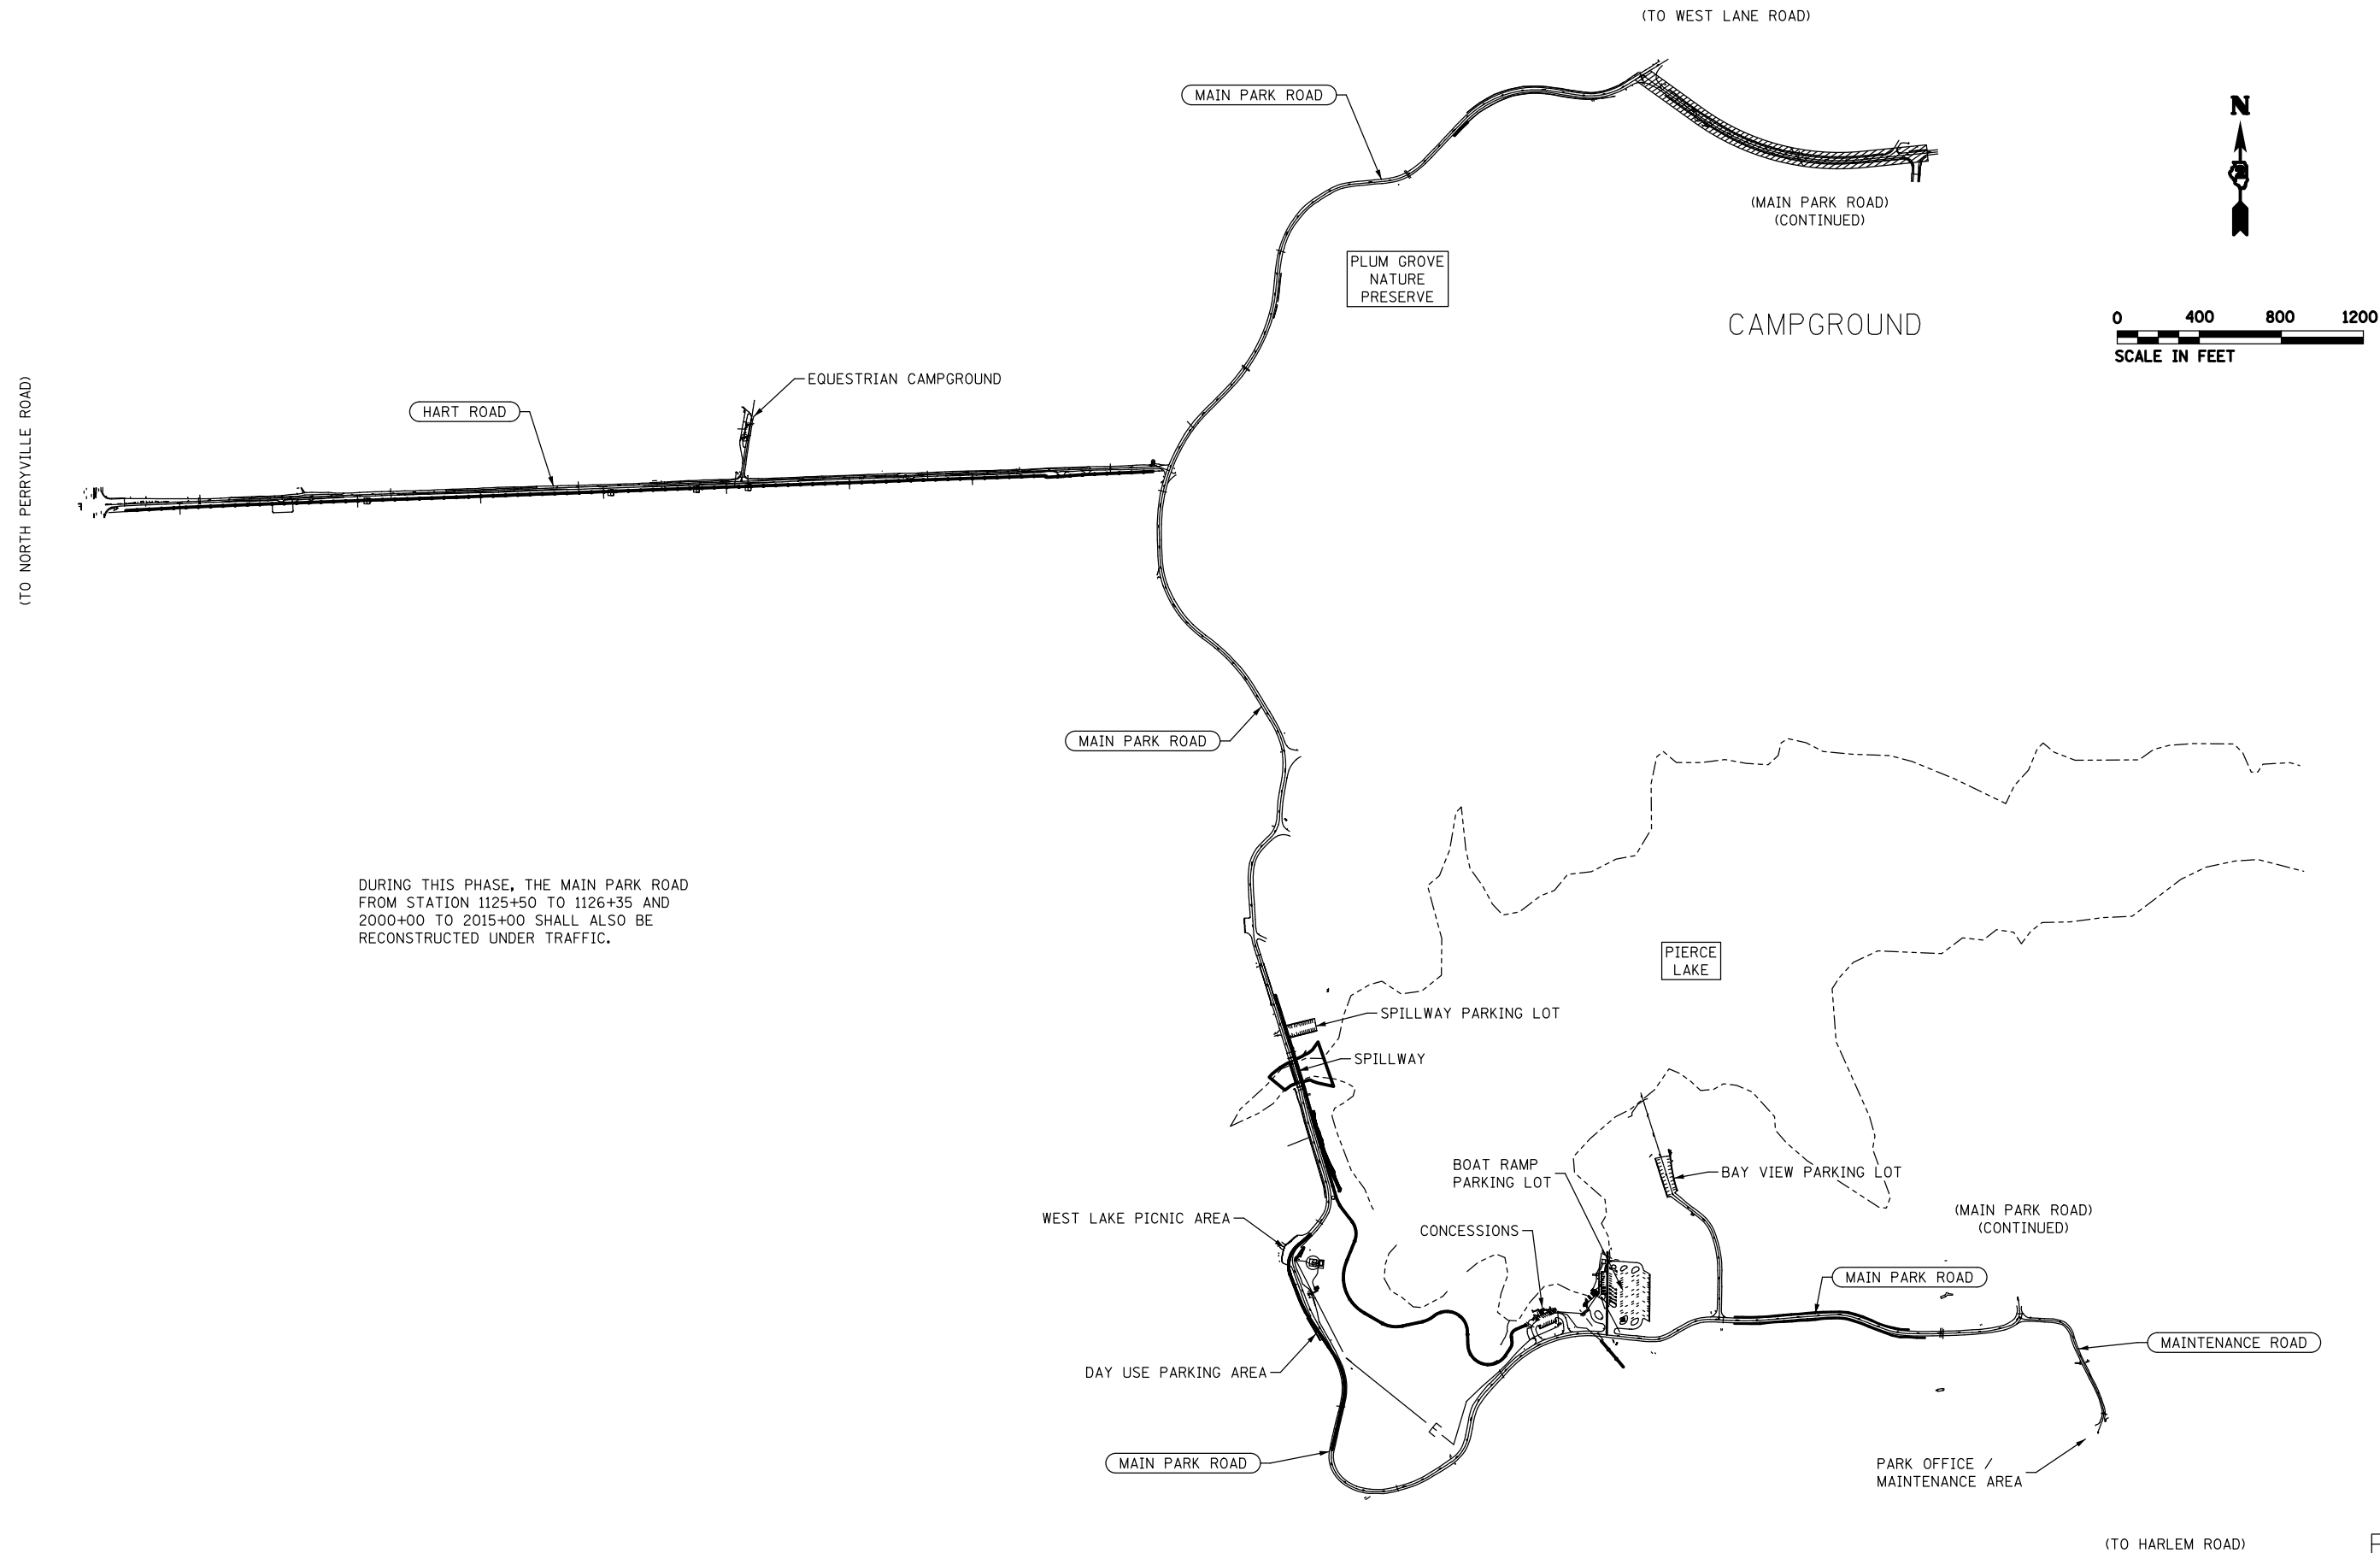 (TO WEST LANE ROAD)
MAIN PARK ROAD
N
(MAIN PARK ROAD)
(CONTINUED)
PLUM GROVE
NATURE
PRESERVE
CAMPGROUND
0 400 800 1200
SCALE IN FEET
(TO NORTH PERRYVILLE ROAD)
EQUESTRIAN CAMPGROUND
HART ROAD
MAIN PARK ROAD
DURING THIS PHASE, THE MAIN PARK ROAD
FROM STATION 1125+50 TO 1126+35 AND
2000+00 TO 2015+00 SHALL ALSO BE
RECONSTRUCTED UNDER TRAFFIC.
PIERCE
LAKE
SPILLWAY PARKING LOT
SPILLWAY
BOAT RAMP
PARKING LOT
BAY VIEW PARKING LOT
WEST LAKE PICNIC AREA
CONCESSIONS
(MAIN PARK ROAD)
(CONTINUED)
MAIN PARK ROAD
MAINTENANCE ROAD
DAY USE PARKING AREA
E
MAIN PARK ROAD
PARK OFFICE /
MAINTENANCE AREA
(TO HARLEM ROAD)